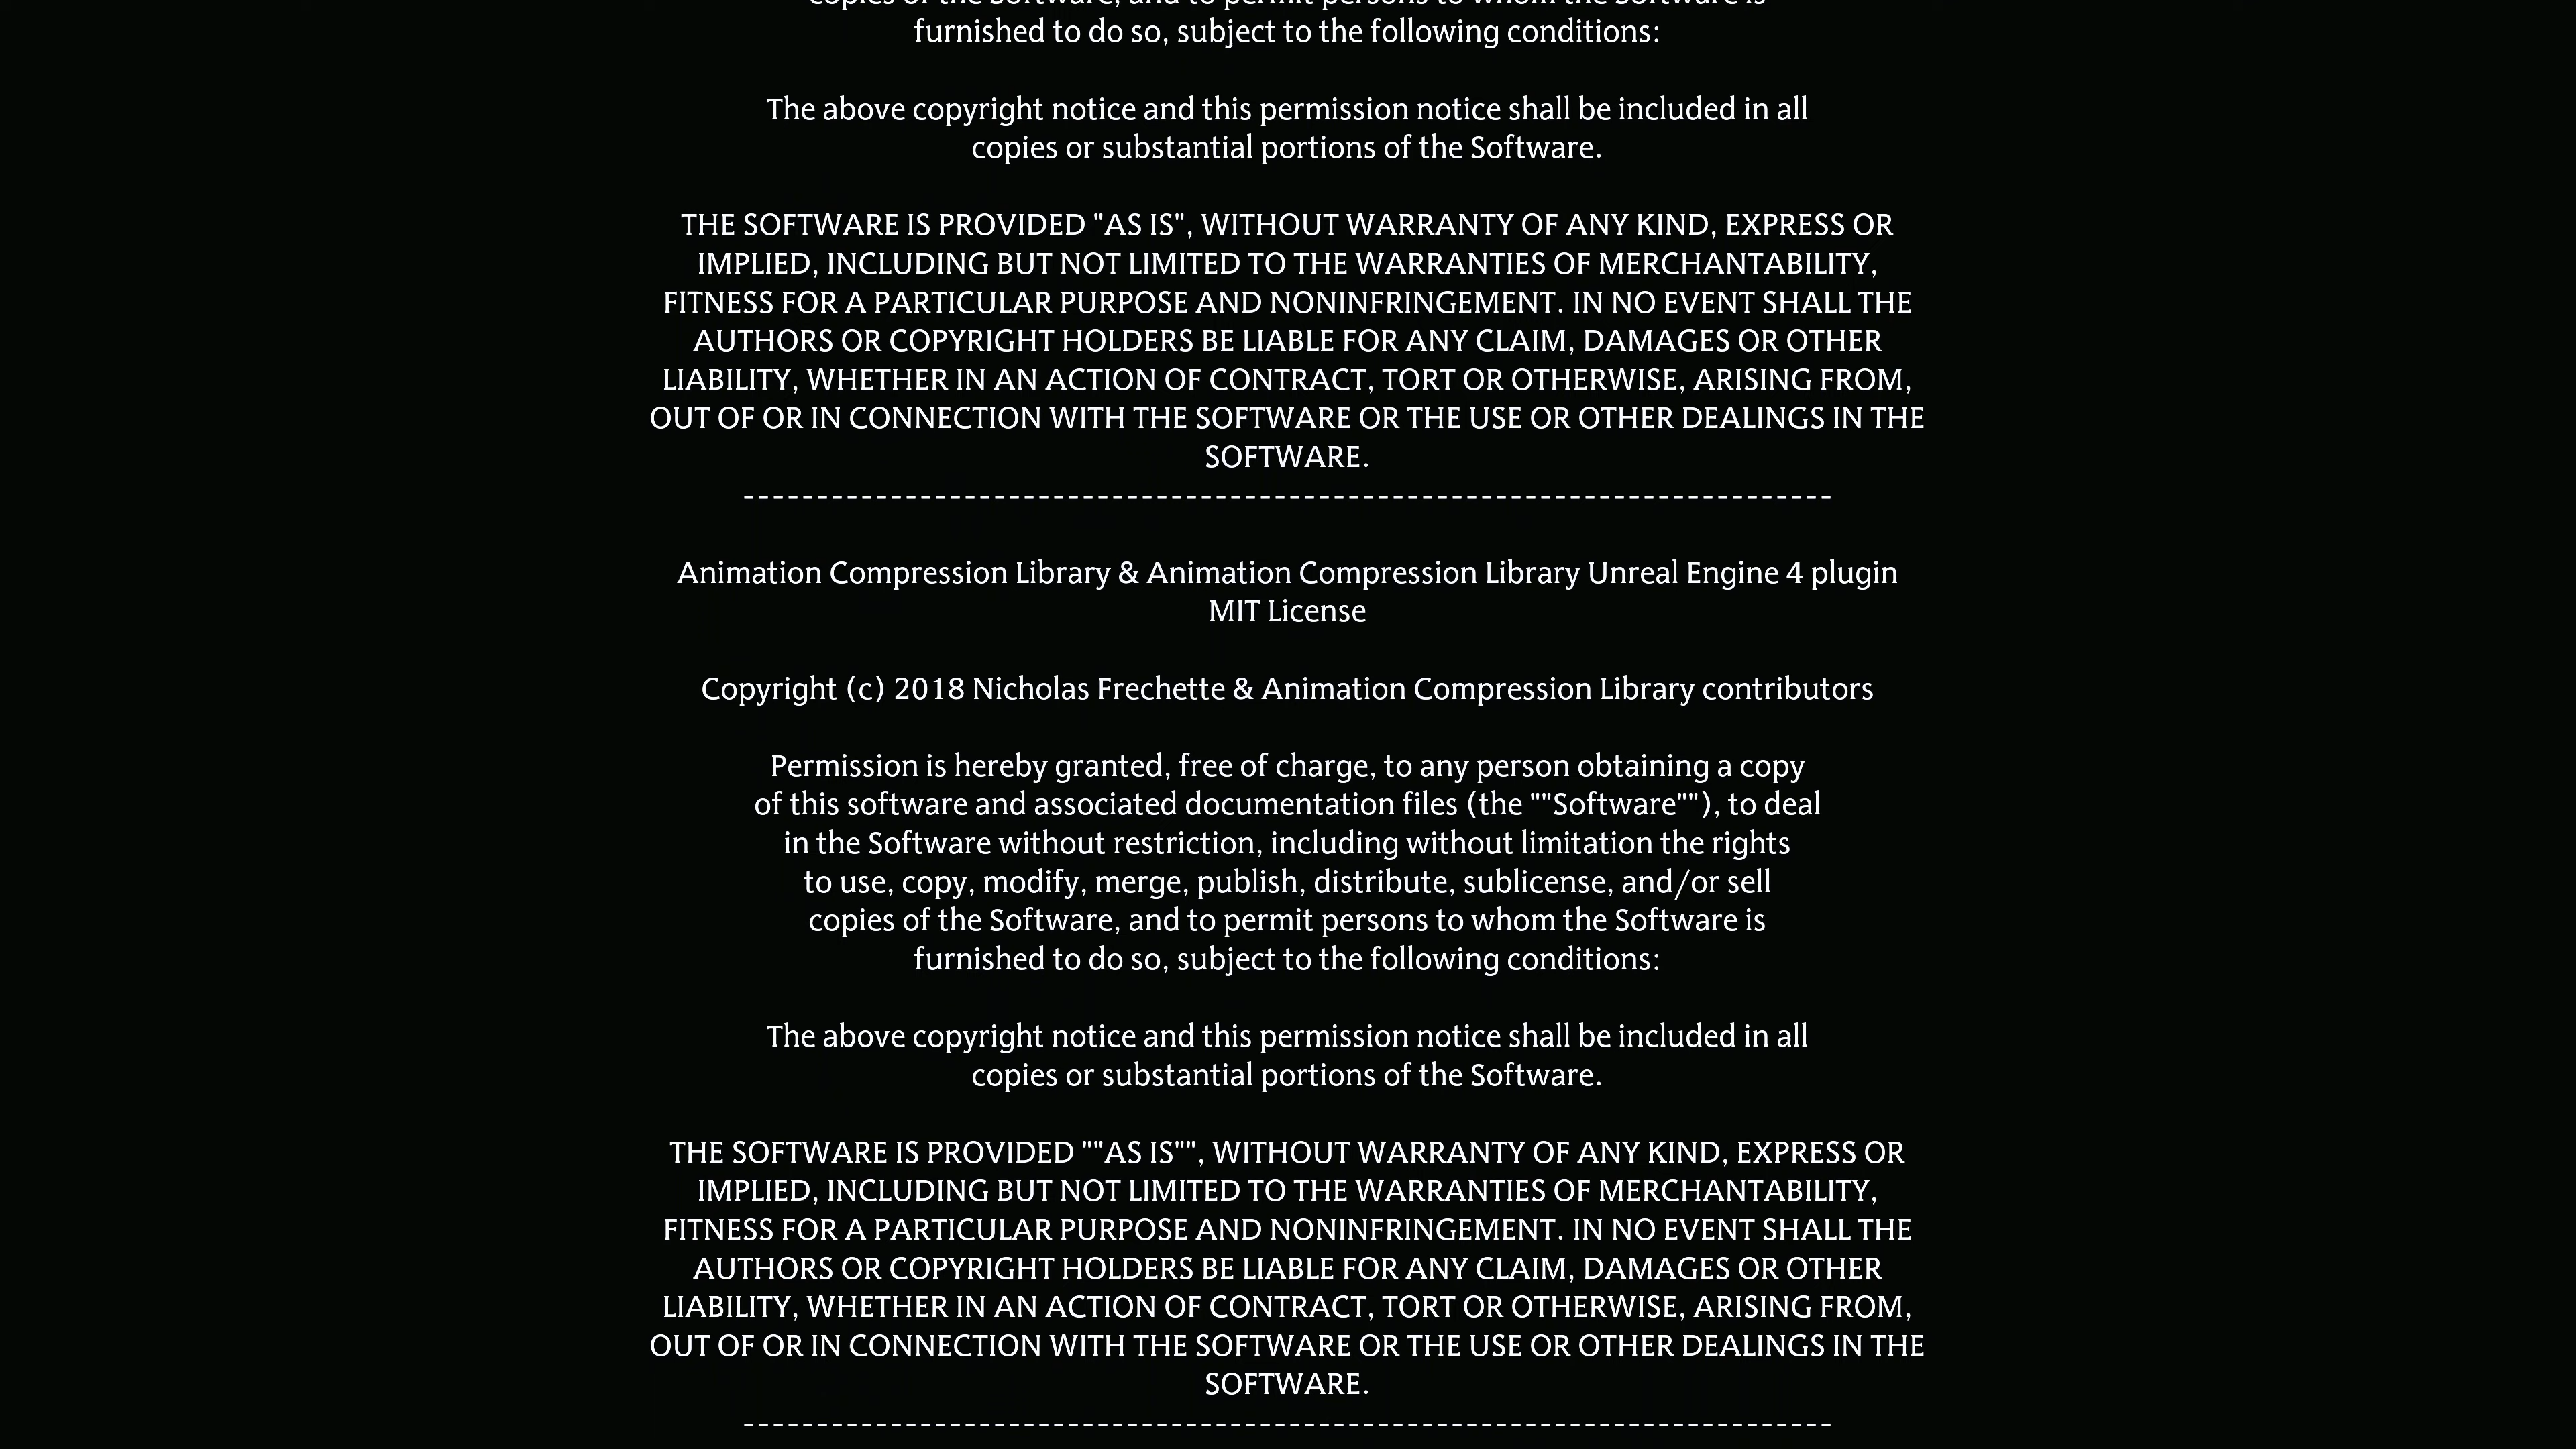 copies of the Software, and to permit persons to whom the Software is
furnished to do so, subject to the following conditions:
The above copyright notice and this permission notice shall be included in all
copies or substantial portions of the Software.
THE SOFTWARE IS PROVIDED "AS IS", WITHOUT WARRANTY OF ANY KIND, EXPRESS OR
IMPLIED, INCLUDING BUT NOT LIMITED TO THE WARRANTIES OF MERCHANTABILITY,
FITNESS FOR A PARTICULAR PURPOSE AND NONINFRINGEMENT. IN NO EVENT SHALL THE
AUTHORS OR COPYRIGHT HOLDERS BE LIABLE FOR ANY CLAIM, DAMAGES OR OTHER
LIABILITY, WHETHER IN AN ACTION OF CONTRACT, TORT OR OTHERWISE, ARISING FROM,
OUT OF OR IN CONNECTION WITH THE SOFTWARE OR THE USE OR OTHER DEALINGS IN THE
SOFTWARE.
--------------------------------------------------------------------------
Animation Compression Library & Animation Compression Library Unreal Engine 4 plugin
MIT License
Copyright (c) 2018 Nicholas Frechette & Animation Compression Library contributors
Permission is hereby granted, free of charge, to any person obtaining a copy
of this software and associated documentation files (the ""Software""), to deal
in the Software without restriction, including without limitation the rights
to use, copy, modify, merge, publish, distribute, sublicense, and/or sell
copies of the Software, and to permit persons to whom the Software is
furnished to do so, subject to the following conditions:
The above copyright notice and this permission notice shall be included in all
copies or substantial portions of the Software.
THE SOFTWARE IS PROVIDED ""AS IS"", WITHOUT WARRANTY OF ANY KIND, EXPRESS OR
IMPLIED, INCLUDING BUT NOT LIMITED TO THE WARRANTIES OF MERCHANTABILITY,
FITNESS FOR A PARTICULAR PURPOSE AND NONINFRINGEMENT. IN NO EVENT SHALL THE
AUTHORS OR COPYRIGHT HOLDERS BE LIABLE FOR ANY CLAIM, DAMAGES OR OTHER
LIABILITY, WHETHER IN AN ACTION OF CONTRACT, TORT OR OTHERWISE, ARISING FROM,
OUT OF OR IN CONNECTION WITH THE SOFTWARE OR THE USE OR OTHER DEALINGS IN THE
SOFTWARE.
--------------------------------------------------------------------------